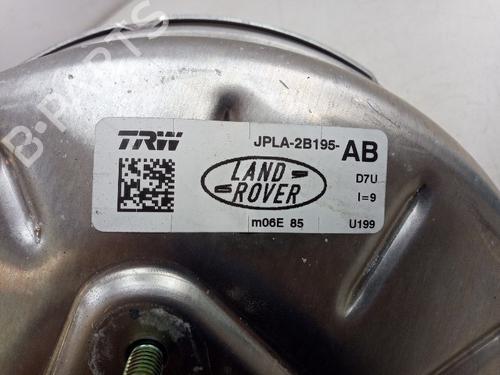 B-PARTS
TRW
JPLA-2B195-AB
LAND
ROVER
D7U
I=9
m06E 85
U199